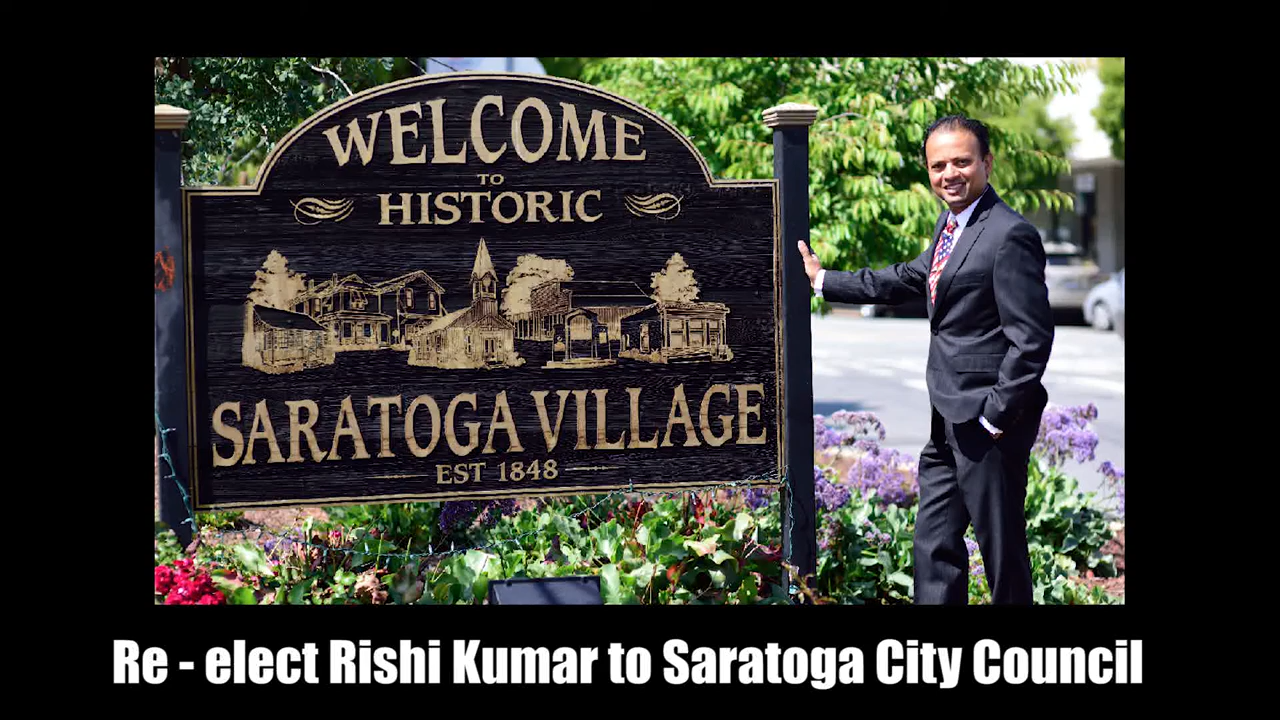 WELCOME
TO
HISTORIC
SARATOGA VILLAGE
EST 1848
Re - elect Rishi Kumar to Saratoga City Council